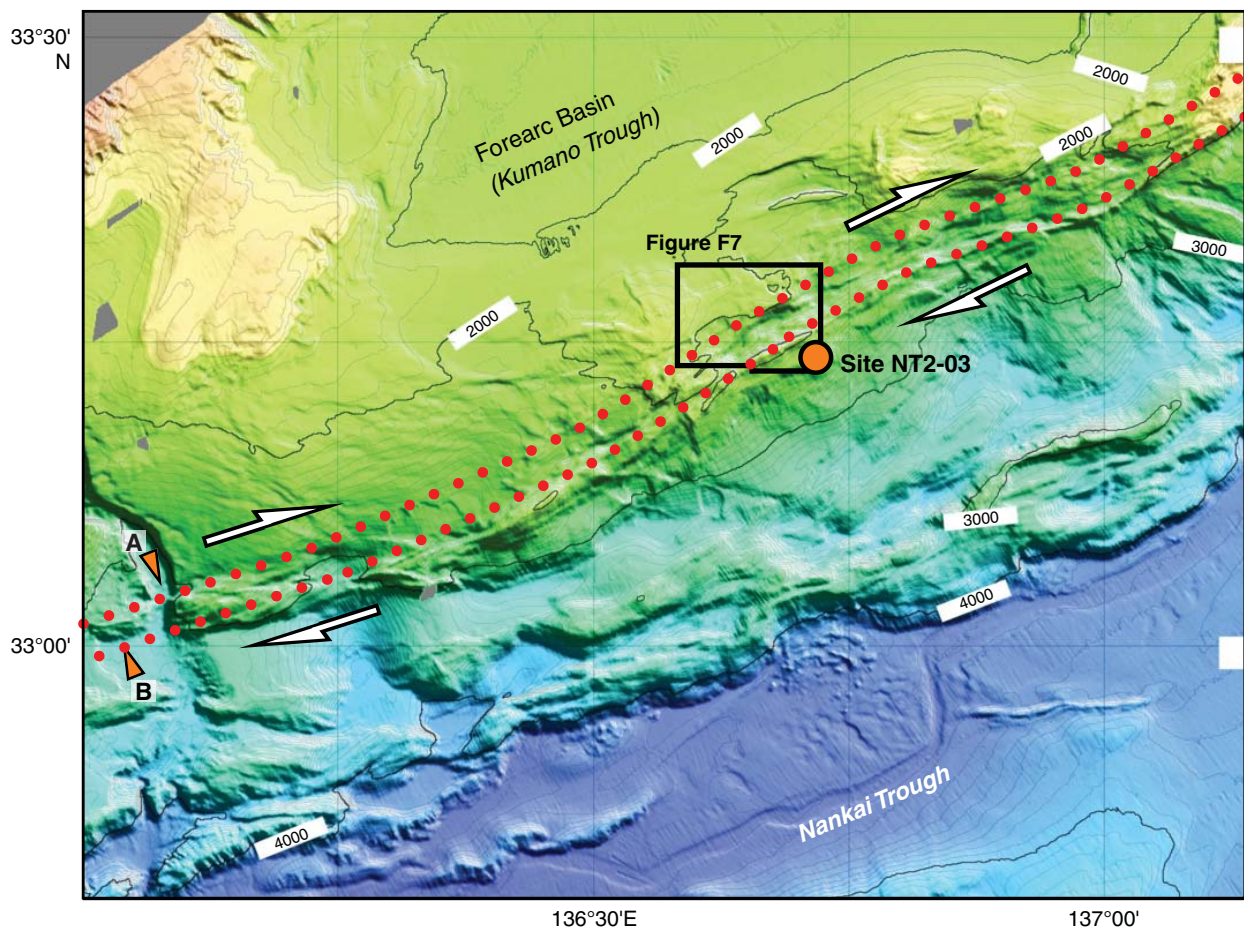 33°30'
N
2000
Forearc Basin
(Kumano Trough)
2000
2000
3000
Figure F7
2000
Site NT2-03
3000
A
4000
33°00'
B
Nankai Trough
4000
136°30'E
137°00'